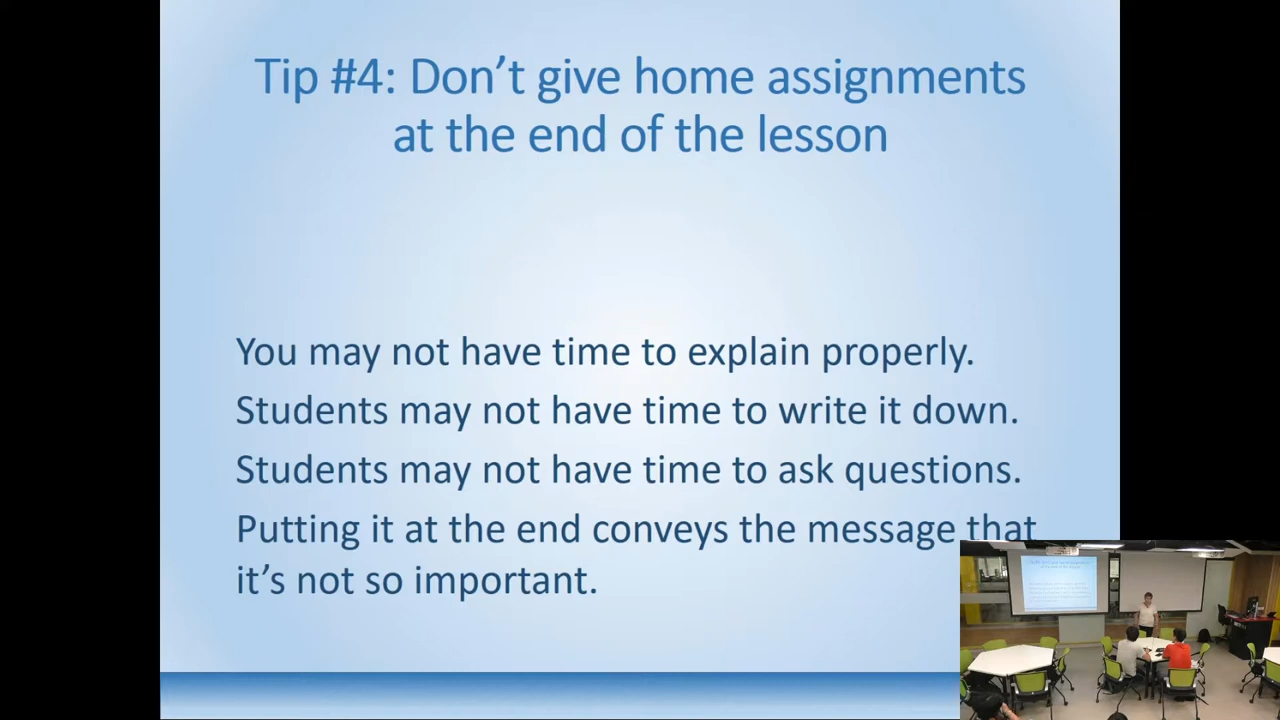 Tip #4: Don’t give home assignments
at the end of the lesson
You may not have time to explain properly.
Students may not have time to write it down.
Students may not have time to ask questions.
Putting it at the end conveys the message that
it’s not so important.